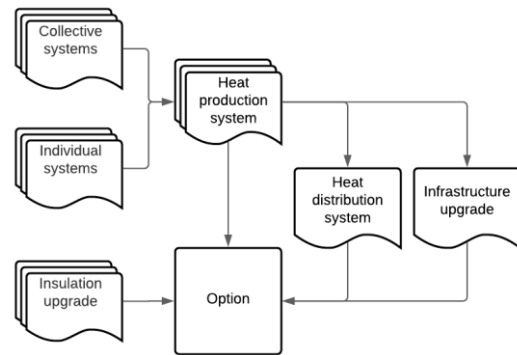 Collective
systems
Heat
production
system
Individual
systems
Heat
distribution
system
Infrastructure
upgrade
Insulation
upgrade
Option